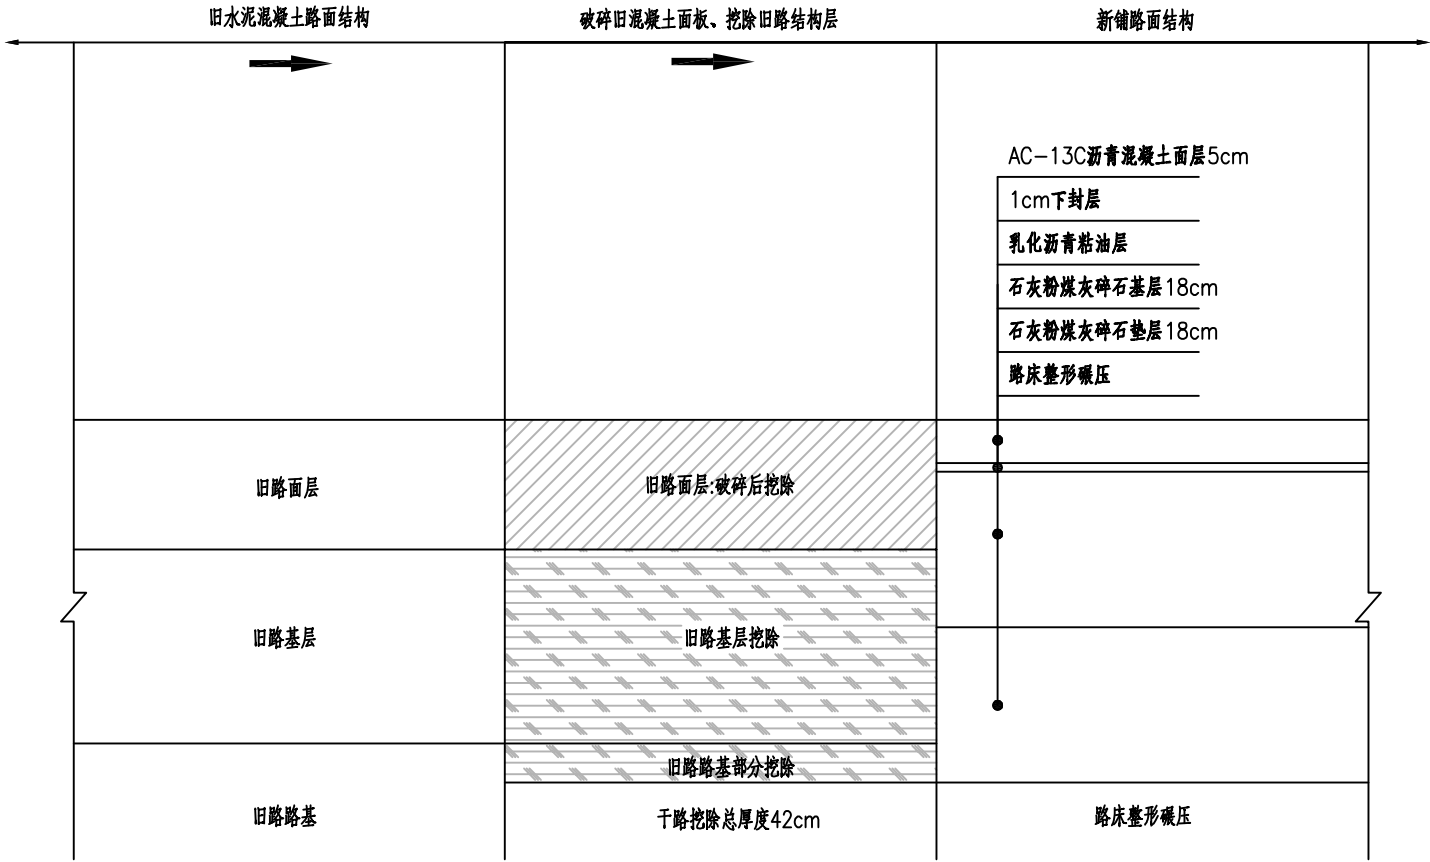 旧水泥混凝土路面结构
破碎旧混凝土面板、挖除旧路结构层
新铺路面结构
AC-13C沥青混凝土面层5cm
1cm下封层
乳化沥青粘油层
石灰粉煤灰碎石基层18cm
石灰粉煤灰碎石垫层18cm
路床整形碾压
旧路面层
旧路面层:破碎后挖除
旧路基层
旧路基层挖除
旧路路基部分挖除
旧路路基
干路挖除总厚度42cm
路床整形碾压